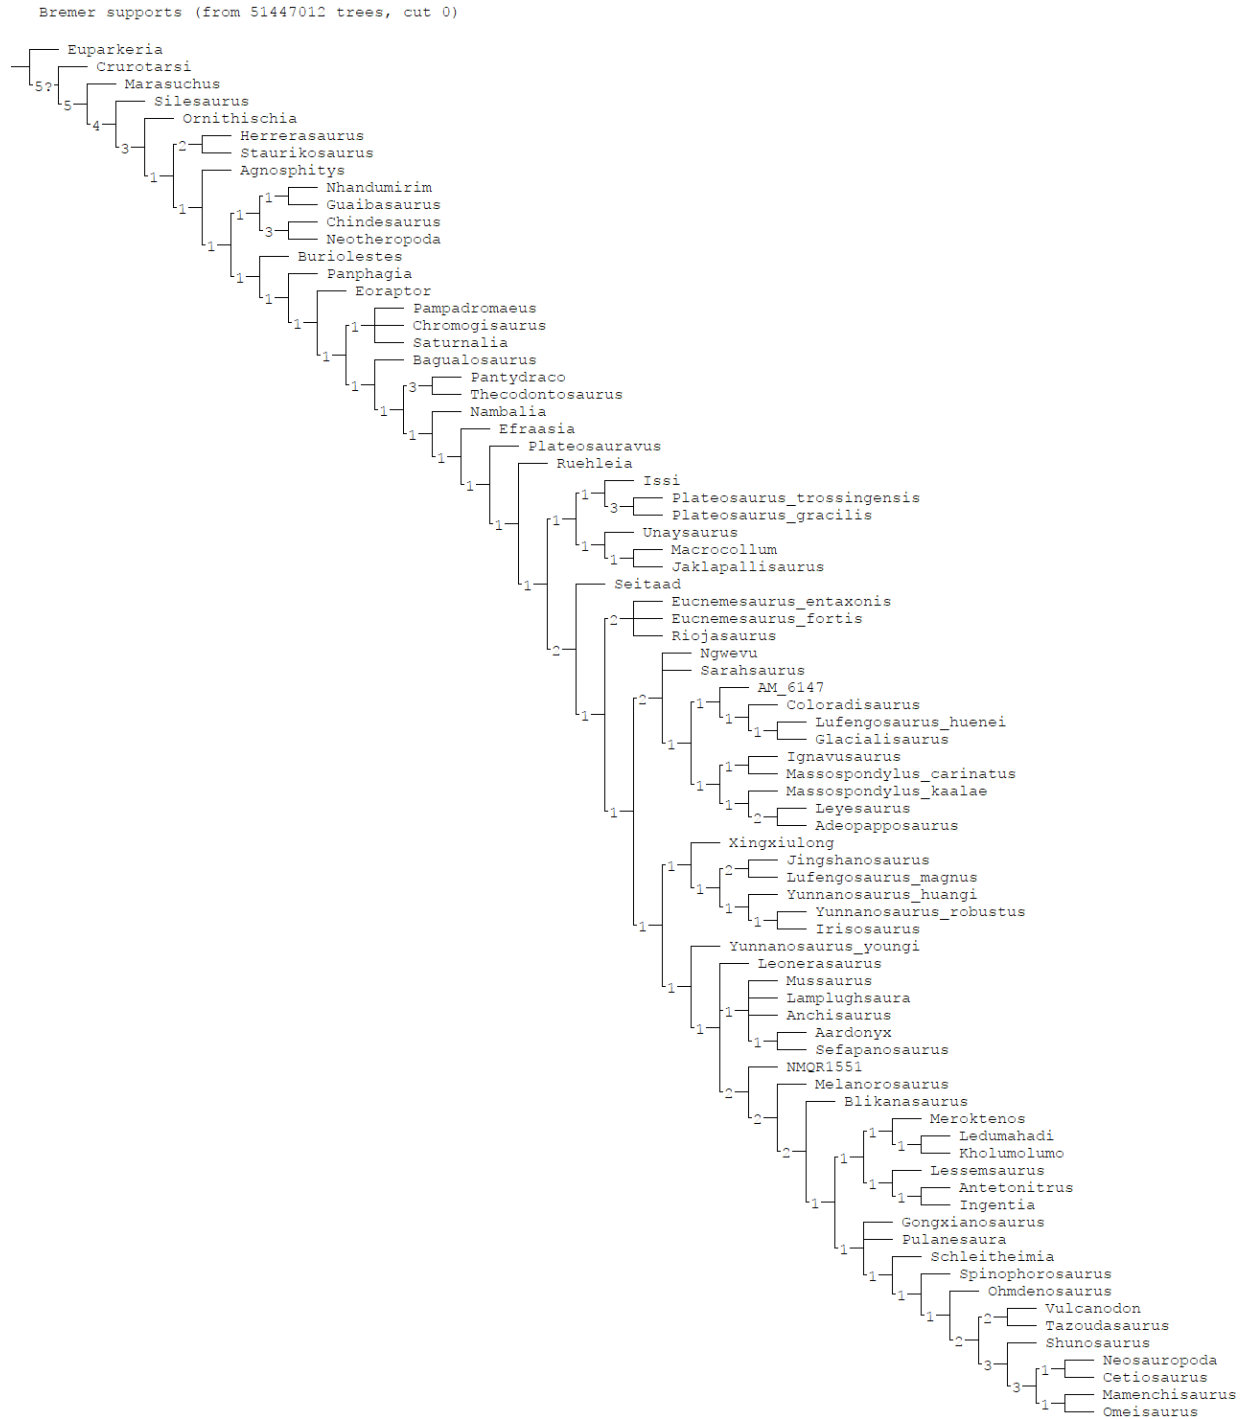 Bremer supports (from 51447012 trees, cut 0)
Euparkeria
Crurotarsi
5? Marasuchus
5 Silesaurus
4 Ornithischia
Herrerasaurus
3 2 Staurikosaurus
Agnosphitys
1 Nhandumirim
1 Guaibasaurus
1 1 Chindesaurus
3 Neotheropoda
1 Buriolestes
1 Panphagia
1 Eoraptor
Pampadromaeus
1 1 Chromogisaurus
Saturnalia
1 Bagualosaurus
Pantydraco
1 3 Thecodontosaurus
1 Nambalia
Efraasia
1 Plateosauravus
1 Ruehleia
Issi
1 Plateosaurus_trossingensis
3 Plateosaurus_gracilis
1 1 Unaysaurus
1 Macrocollum
1 Jaklapallisaurus
1 Seitaad
Eucnemesaurus_entaxonis
2 Eucnemesaurus_fortis
Riojasaurus
2 Ngwevu
Sarahsaurus
AM_6147
2 1 Coloradisaurus
1 1 Lufengosaurus_huenei
1 Glacialisaurus
1 Ignavusaurus
1 Massospondylus_carinatus
1 Massospondylus_kaalae
1 Leyesaurus
1 2 Adeopapposaurus
Xingxiulong
1 Jingshanosaurus
2 Lufengosaurus_magnus
1 Yunnanosaurus_huangi
1 Yunnanosaurus_robustus
1 1 Irisosaurus
Yunnanosaurus_youngi
Leonerasaurus
1 Mussaurus
Lamplughsaura
1 Anchisaurus
1 Aardonyx
1 Sefapanosaurus
NMQR1551
2 Melanorosaurus
2 Blikanasaurus
Meroktenos
1 Ledumahadi
2 1 1 Kholumolumo
Lessemsaurus
1 Antetonitrus
1 1 Ingentia
Gongxianosaurus
1 Pulanesaura
Schleitheimia
1 Spinophorosaurus
1 Ohmdenosaurus
1 2 Vulcanodon
Tazoudasaurus
2 Shunosaurus
3 1 Neosauropoda
Cetiosaurus
3 1 Mamenchisaurus
Omeisaurus